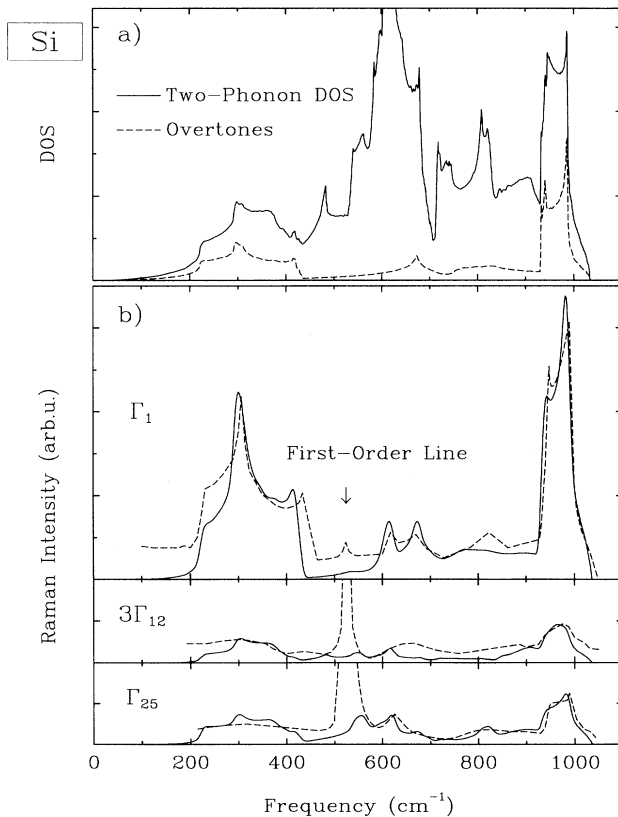 Si
a)
Two-Phonon DOS
Overtones
DOS
b)
Γ₁
First-Order Line
↓
Raman Intensity (arb.u.)
3Γ₁₂
Γ₂₅
0 200 400 600 800 1000
Frequency (cm⁻¹)